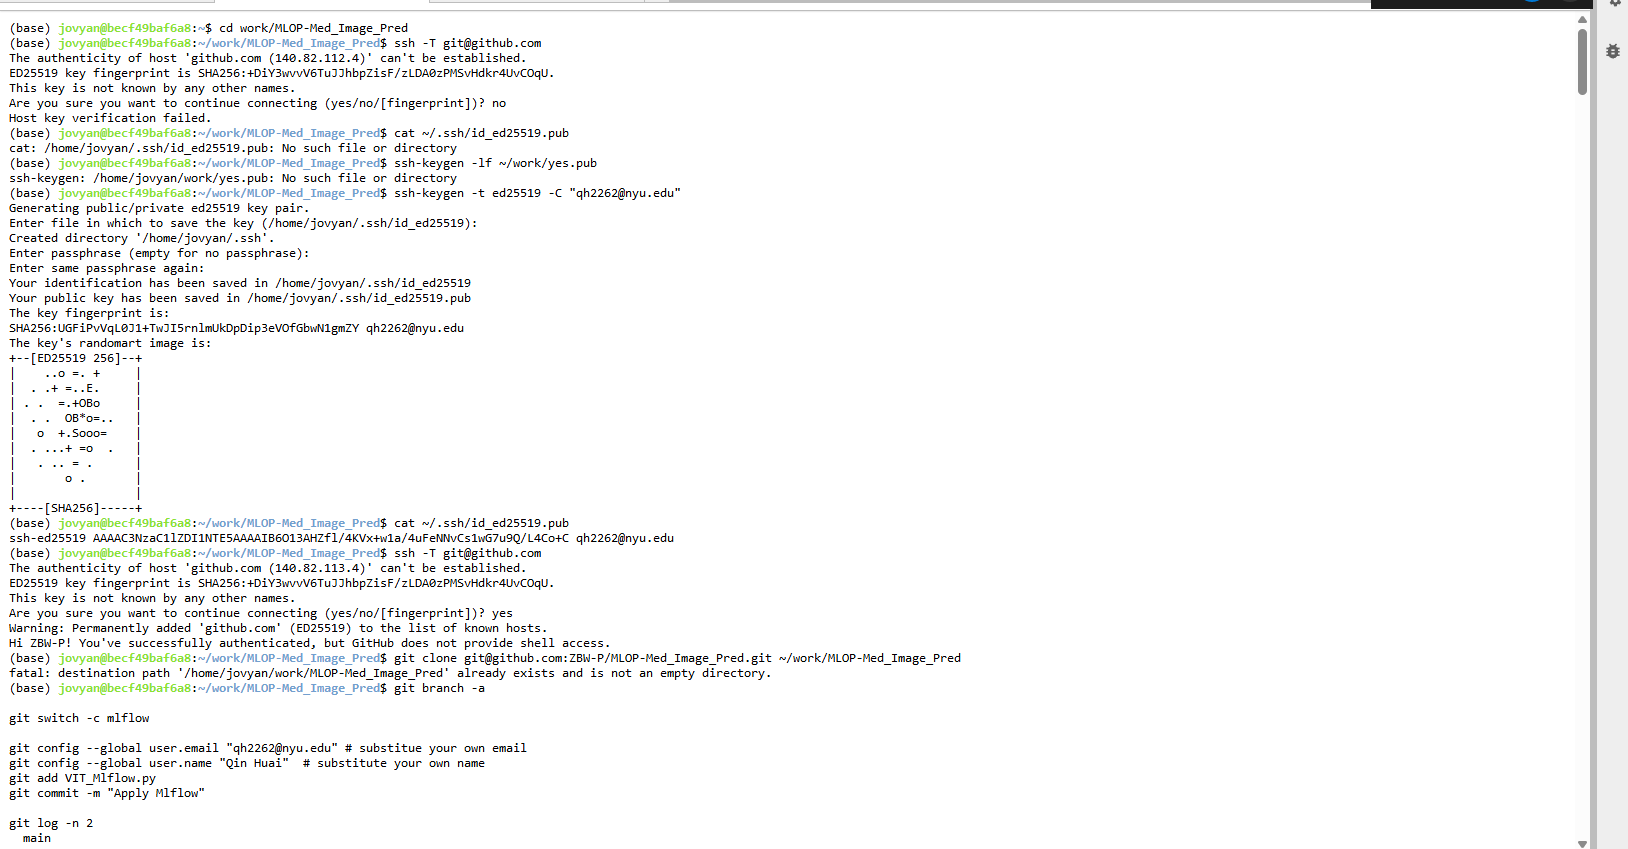 (base) jovyan@becf49baf6a8:~$ cd work/MLOP-Med_Image_Pred
(base) jovyan@becf49baf6a8:~/work/MLOP-Med_Image_Pred$ ssh -T git@github.com
The authenticity of host 'github.com (140.82.112.4)' can't be established.
ED25519 key fingerprint is SHA256:+DiY3wvvV6TuJJhbpZisF/zLDA0zPMSvHdkr4UvCOqU.
This key is not known by any other names.
Are you sure you want to continue connecting (yes/no/[fingerprint])? no
Host key verification failed.
(base) jovyan@becf49baf6a8:~/work/MLOP-Med_Image_Pred$ cat ~/.ssh/id_ed25519.pub
cat: /home/jovyan/.ssh/id_ed25519.pub: No such file or directory
(base) jovyan@becf49baf6a8:~/work/MLOP-Med_Image_Pred$ ssh-keygen -lf ~/work/yes.pub
ssh-keygen: /home/jovyan/work/yes.pub: No such file or directory
(base) jovyan@becf49baf6a8:~/work/MLOP-Med_Image_Pred$ ssh-keygen -t ed25519 -C "qh2262@nyu.edu"
Generating public/private ed25519 key pair.
Enter file in which to save the key (/home/jovyan/.ssh/id_ed25519):
Created directory '/home/jovyan/.ssh'.
Enter passphrase (empty for no passphrase):
Enter same passphrase again:
Your identification has been saved in /home/jovyan/.ssh/id_ed25519
Your public key has been saved in /home/jovyan/.ssh/id_ed25519.pub
The key fingerprint is:
SHA256:UGFiPvVqL0J1+TwJI5rnlmUkDpDip3eVOfGbwN1gmZY qh2262@nyu.edu
The key's randomart image is:
+--[ED25519 256]--+
|    ..o =. +     |
|  . .+ =..E.     |
| . .  =.+OBo     |
|  . .  OB*o=..   |
|   o  +.Sooo=    |
|  . ...+ =o  .   |
|   . .. = .      |
|       o .       |
|                 |
+----[SHA256]-----+
(base) jovyan@becf49baf6a8:~/work/MLOP-Med_Image_Pred$ cat ~/.ssh/id_ed25519.pub
ssh-ed25519 AAAAC3NzaC1lZDI1NTE5AAAAIB6O13AHZfl/4KVx+w1a/4uFeNNvCs1wG7u9Q/L4Co+C qh2262@nyu.edu
(base) jovyan@becf49baf6a8:~/work/MLOP-Med_Image_Pred$ ssh -T git@github.com
The authenticity of host 'github.com (140.82.113.4)' can't be established.
ED25519 key fingerprint is SHA256:+DiY3wvvV6TuJJhbpZisF/zLDA0zPMSvHdkr4UvCOqU.
This key is not known by any other names.
Are you sure you want to continue connecting (yes/no/[fingerprint])? yes
Warning: Permanently added 'github.com' (ED25519) to the list of known hosts.
Hi ZBW-P! You've successfully authenticated, but GitHub does not provide shell access.
(base) jovyan@becf49baf6a8:~/work/MLOP-Med_Image_Pred$ git clone git@github.com:ZBW-P/MLOP-Med_Image_Pred.git ~/work/MLOP-Med_Image_Pred
fatal: destination path '/home/jovyan/work/MLOP-Med_Image_Pred' already exists and is not an empty directory.
(base) jovyan@becf49baf6a8:~/work/MLOP-Med_Image_Pred$ git branch -a
git switch -c mlflow
git config --global user.email "qh2262@nyu.edu" # substitue your own email
git config --global user.name "Qin Huai"  # substitute your own name
git add VIT_Mlflow.py
git commit -m "Apply Mlflow"
git log -n 2
  main